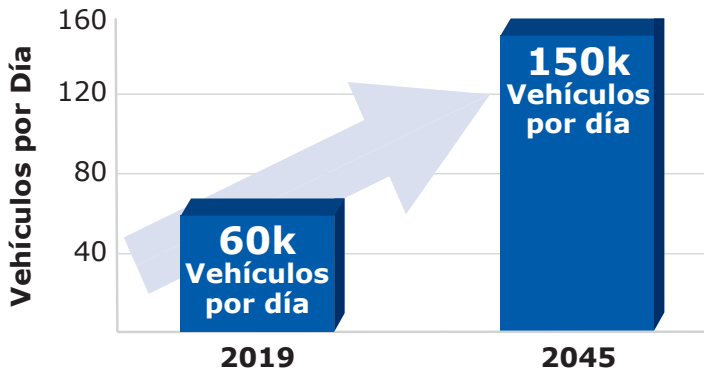 Vehículos por Día
160
120
80
40
60k
Vehículos
por día
150k
Vehículos
por día
2019
2045